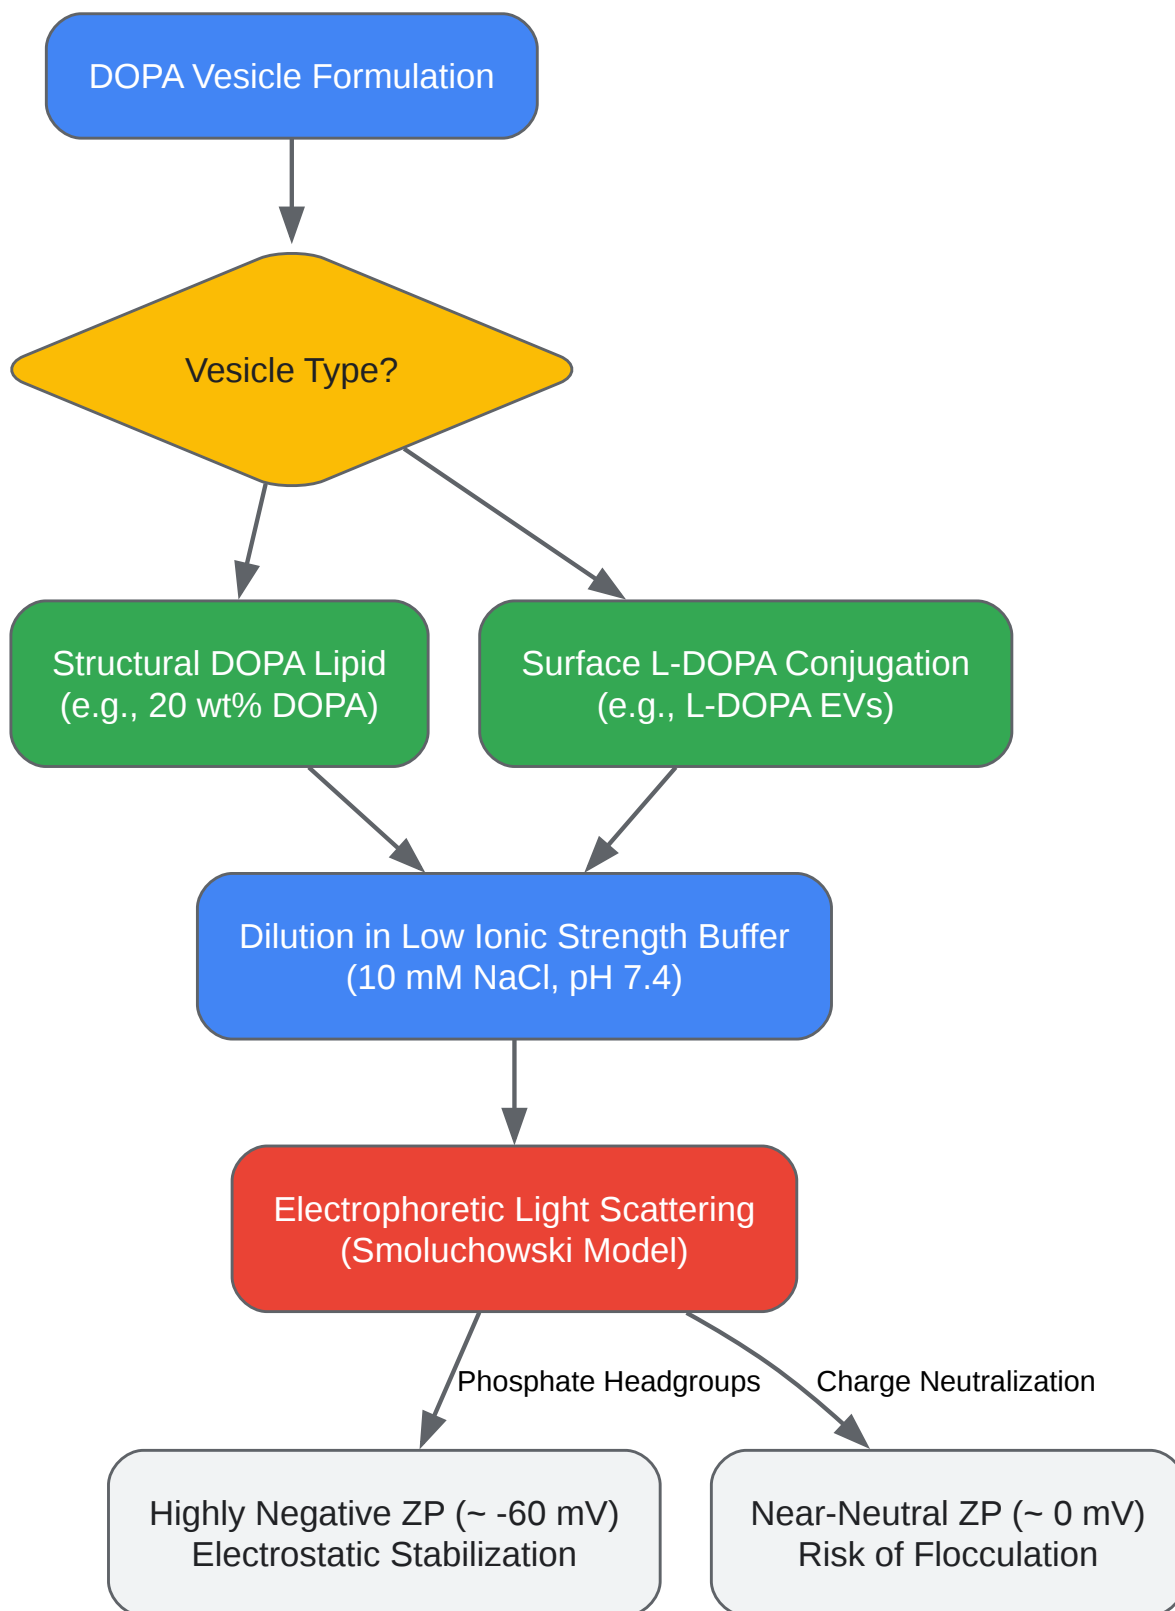 DOPA Vesicle Formulation
Vesicle Type?
Structural DOPA Lipid
(e.g., 20 wt% DOPA)
Surface L-DOPA Conjugation
(e.g., L-DOPA EVs)
Dilution in Low Ionic Strength Buffer
(10 mM NaCl, pH 7.4)
Electrophoretic Light Scattering
(Smoluchowski Model)
Phosphate Headgroups
Charge Neutralization
Highly Negative ZP (~ -60 mV)
Electrostatic Stabilization
Near-Neutral ZP (~ 0 mV)
Risk of Flocculation